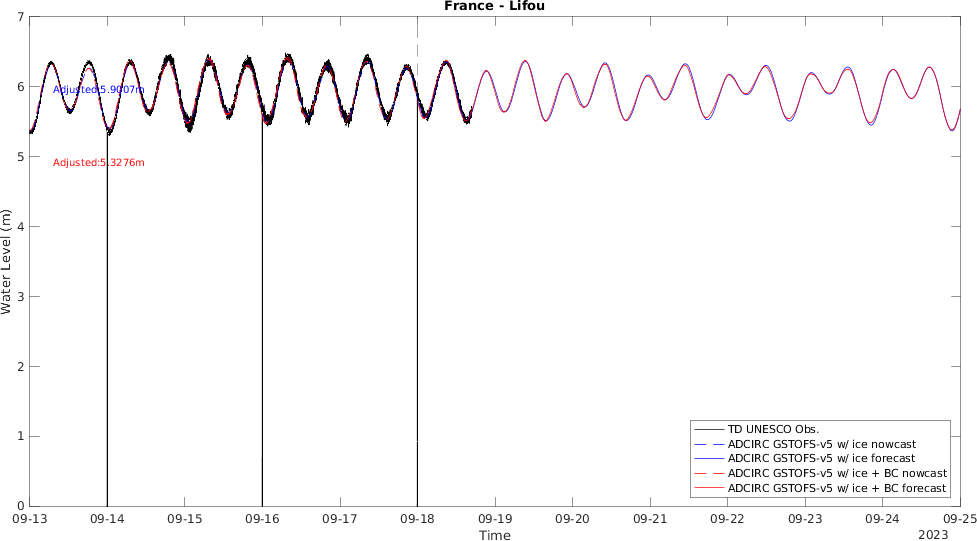 France - Lifou
7
6
5
4
3
2
1
0
Water Level (m)
Adjusted:5.9007m
Adjusted:5.3276m
TD UNESCO Obs.
ADCIRC GSTOFS-v5 w/ ice nowcast
ADCIRC GSTOFS-v5 w/ ice forecast
ADCIRC GSTOFS-v5 w/ ice + BC nowcast
ADCIRC GSTOFS-v5 w/ ice + BC forecast
09-13 09-14 09-15 09-16 09-17 09-18 09-19 09-20 09-21 09-22 09-23 09-24 09-25
Time
2023